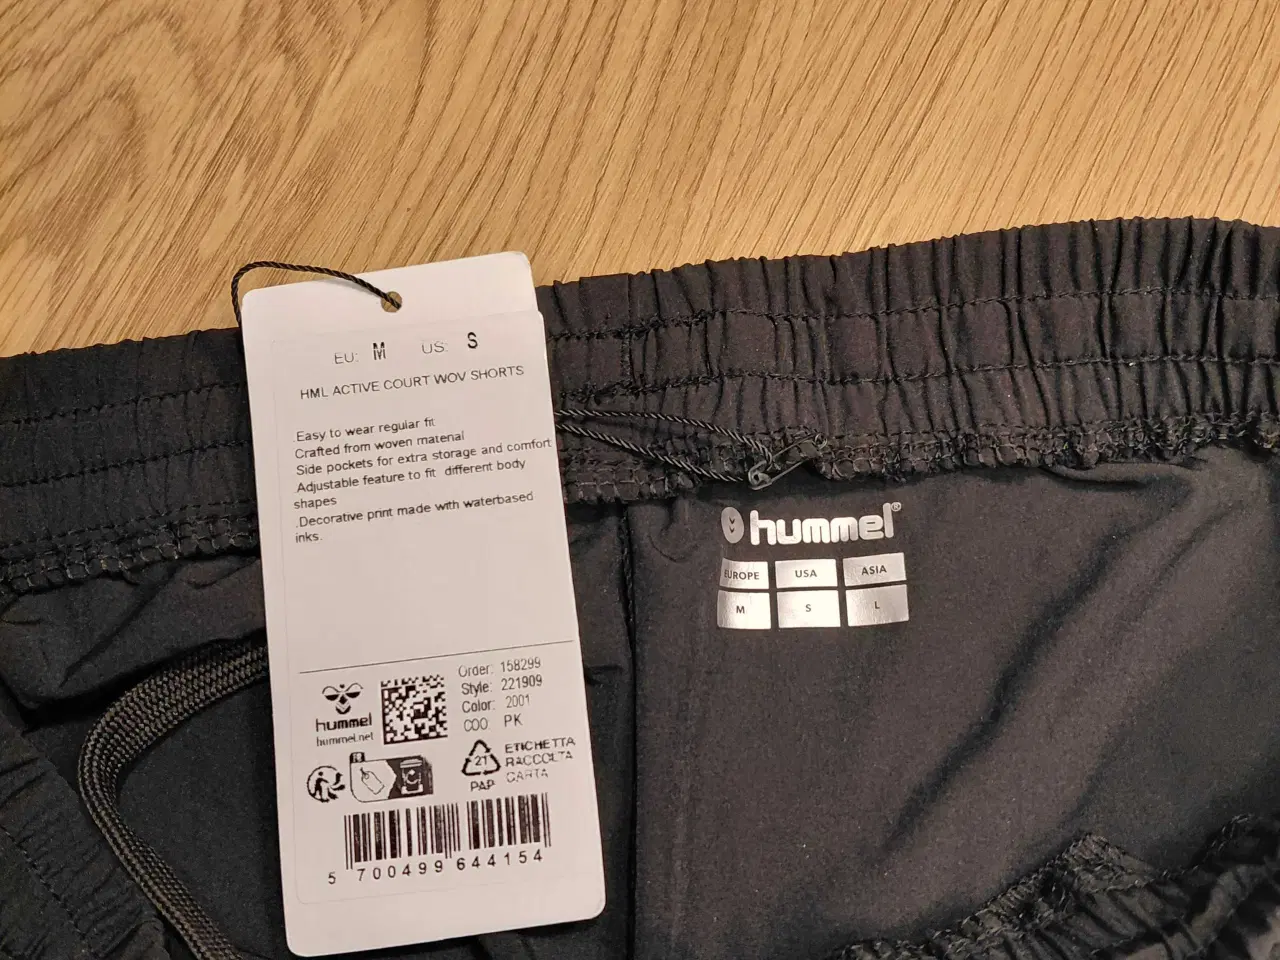 EU: M US: S
HML ACTIVE COURT WOV SHORTS
Easy to wear regular fit
Crafted from woven material
Side pockets for extra storage and comfort
Adjustable feature to fit different body
shapes
.Decorative print made with waterbased
inks.
Order: 158299
Style: 221909
Color: 2001
COO PK
hummel
hummel.net
FR
21
PAP
ETICHETTA
RACCOLTA
CARTA
5 700499 644154
hummel®
EUROPE USA ASIA
M S L